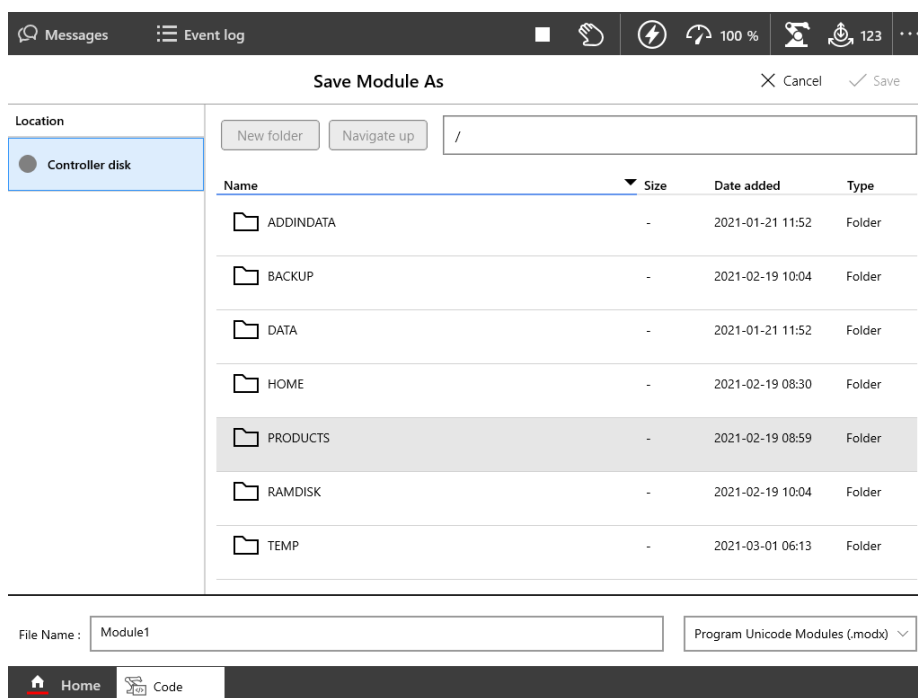 Messages Event log 100 % 123 ...
Save Module As Cancel Save
Location
New folder Navigate up /
Controller disk
Name Size Date added Type
ADDINDATA - 2021-01-21 11:52 Folder
BACKUP - 2021-02-19 10:04 Folder
DATA - 2021-01-21 11:52 Folder
HOME - 2021-02-19 08:30 Folder
PRODUCTS - 2021-02-19 08:59 Folder
RAMDISK - 2021-02-19 10:04 Folder
TEMP - 2021-03-01 06:13 Folder
File Name : Module1 Program Unicode Modules (.modx)
Home Code